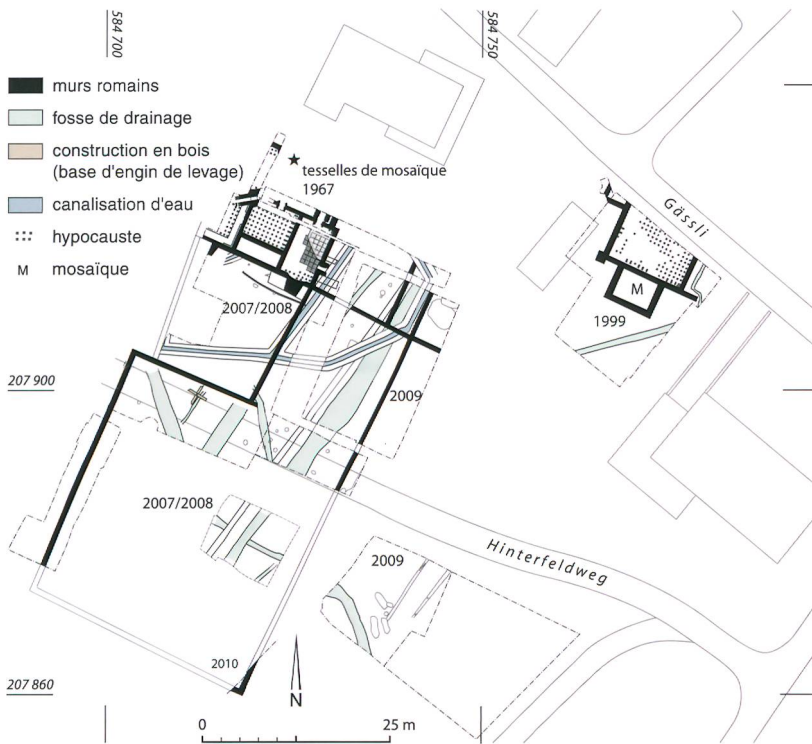 584 700
584 750
murs romains
fosse de drainage
construction en bois
(base d'engin de levage)
canalisation d'eau
hypocauste
M mosaïque
tesselles de mosaïque
1967
Gässli
M
2007/2008
1999
207 900
2009
2007/2008
2009
Hinterfeldweg
2010
207 860
N
0 25 m